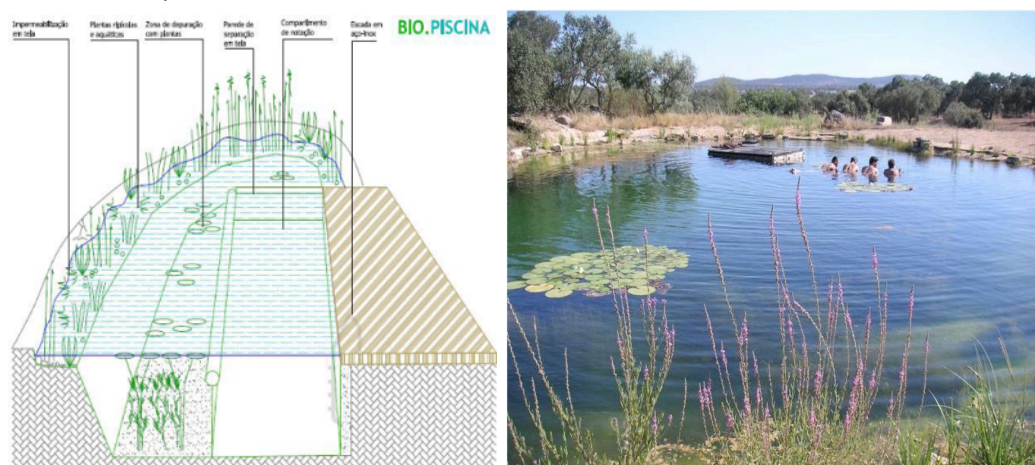 Impermeabilização
em tela
Plantas ripícolas
e aquáticas
Zona de depuração
com plantas
Parede de
separação
em tela
Compartimento
de natação
Escada em
aço-inox
BIO.PISCINA